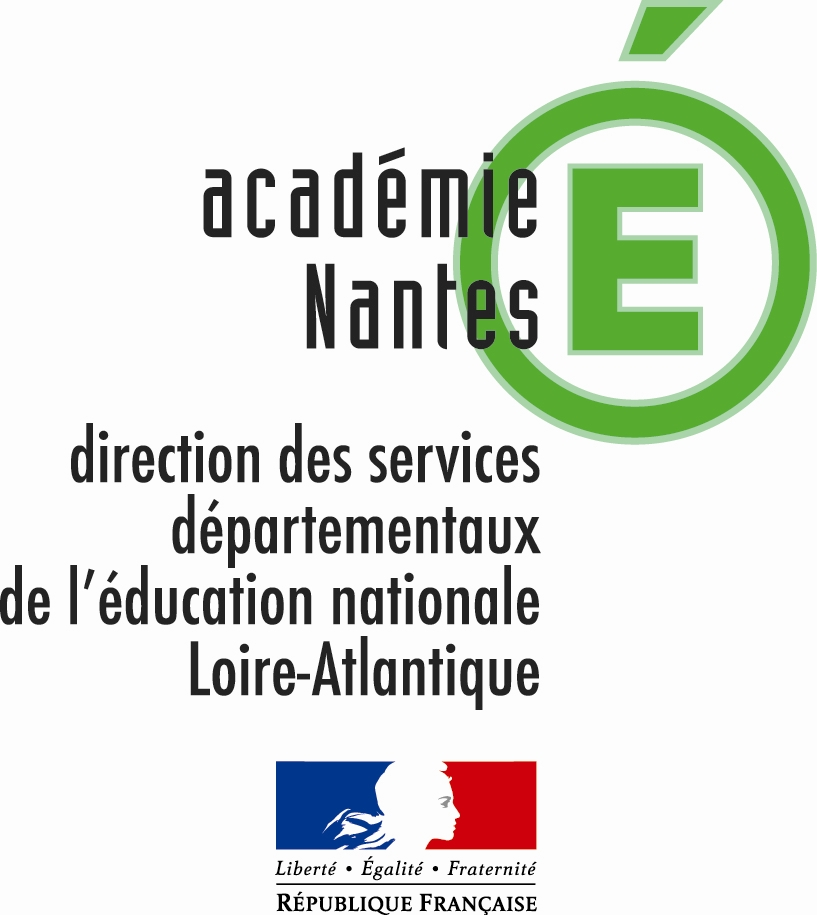 académie
Nantes
É
direction des services
départementaux
de l’éducation nationale
Loire-Atlantique
Liberté • Égalité • Fraternité
RÉPUBLIQUE FRANÇAISE